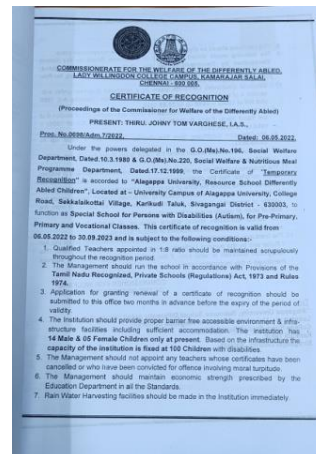 COMMISSIONERATE FOR THE WELFARE OF THE DIFFERENTLY ABLED,
LADY WILLINGDON COLLEGE CAMPUS, KAMARAJAR SALAI,
CHENNAI - 600 005.
CERTIFICATE OF RECOGNITION
(Proceedings of the Commissioner for Welfare of the Differently Abled)
PRESENT: THIRU. JOHNY TOM VARGHESE, I.A.S.,
Proc. No.0696/Adm.7/2022, Dated: 06.05.2022.
Under the powers delegated in the G.O.(Ms).No.196, Social Welfare
Department, Dated.10.3.1980 & G.O.(Ms).No.220, Social Welfare & Nutritious Meal
Programme Department, Dated.17.12.1999, the Certificate of "Temporary
Recognition" is accorded to "Alagappa University, Resource School Differently
Abled Children", Located at – University Campus of Alagappa University, College
Road, Sekkalaikottai Village, Karikudi Taluk, Sivagangai District - 630003, to
function as Special School for Persons with Disabilities (Autism), for Pre-Primary,
Primary and Vocational Classes. This certificate of recognition is valid from
06.05.2022 to 30.09.2023 and is subject to the following conditions:-
1. Qualified Teachers appointed in 1:8 ratio should be maintained scrupulously
throughout the recognition period.
2. The Management should run the school in accordance with Provisions of the
Tamil Nadu Recognized, Private Schools (Regulations) Act, 1973 and Rules
1974.
3. Application for granting renewal of a certificate of recognition should be
submitted to this office two months in advance before the expiry of the period of
validity.
4. The Institution should provide proper barrier free accessible environment & infra-
structure facilities including sufficient accommodation. The Institution has
14 Male & 05 Female Children only at present. Based on the infrastructure the
capacity of the institution is fixed at 100 Children with disabilities.
5. The Management should not appoint any teachers whose certificates have been
cancelled or who have been convicted for offence involving moral turpitude.
6. The Management should maintain economic strength prescribed by the
Education Department in all the Standards.
7. Rain Water Harvesting facilities should be made in the Institution immediately.